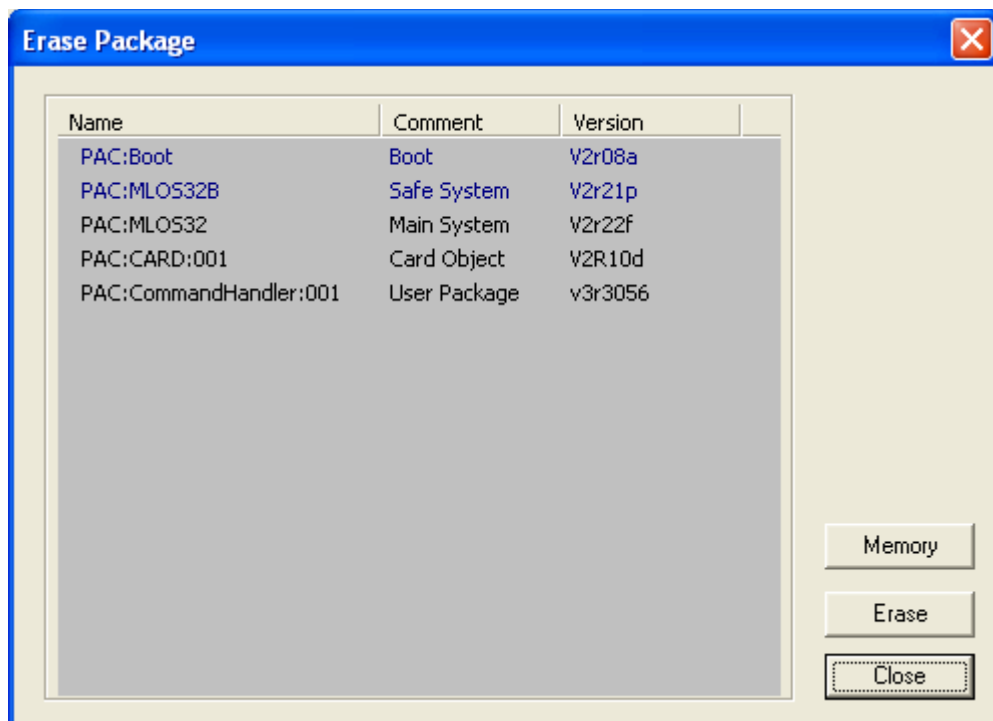 Erase Package
Name Comment Version
PAC:Boot Boot V2r08a
PAC:MLOS32B Safe System V2r21p
PAC:MLOS32 Main System V2r22f
PAC:CARD:001 Card Object V2R10d
PAC:CommandHandler:001 User Package v3r3056
Memory
Erase
Close